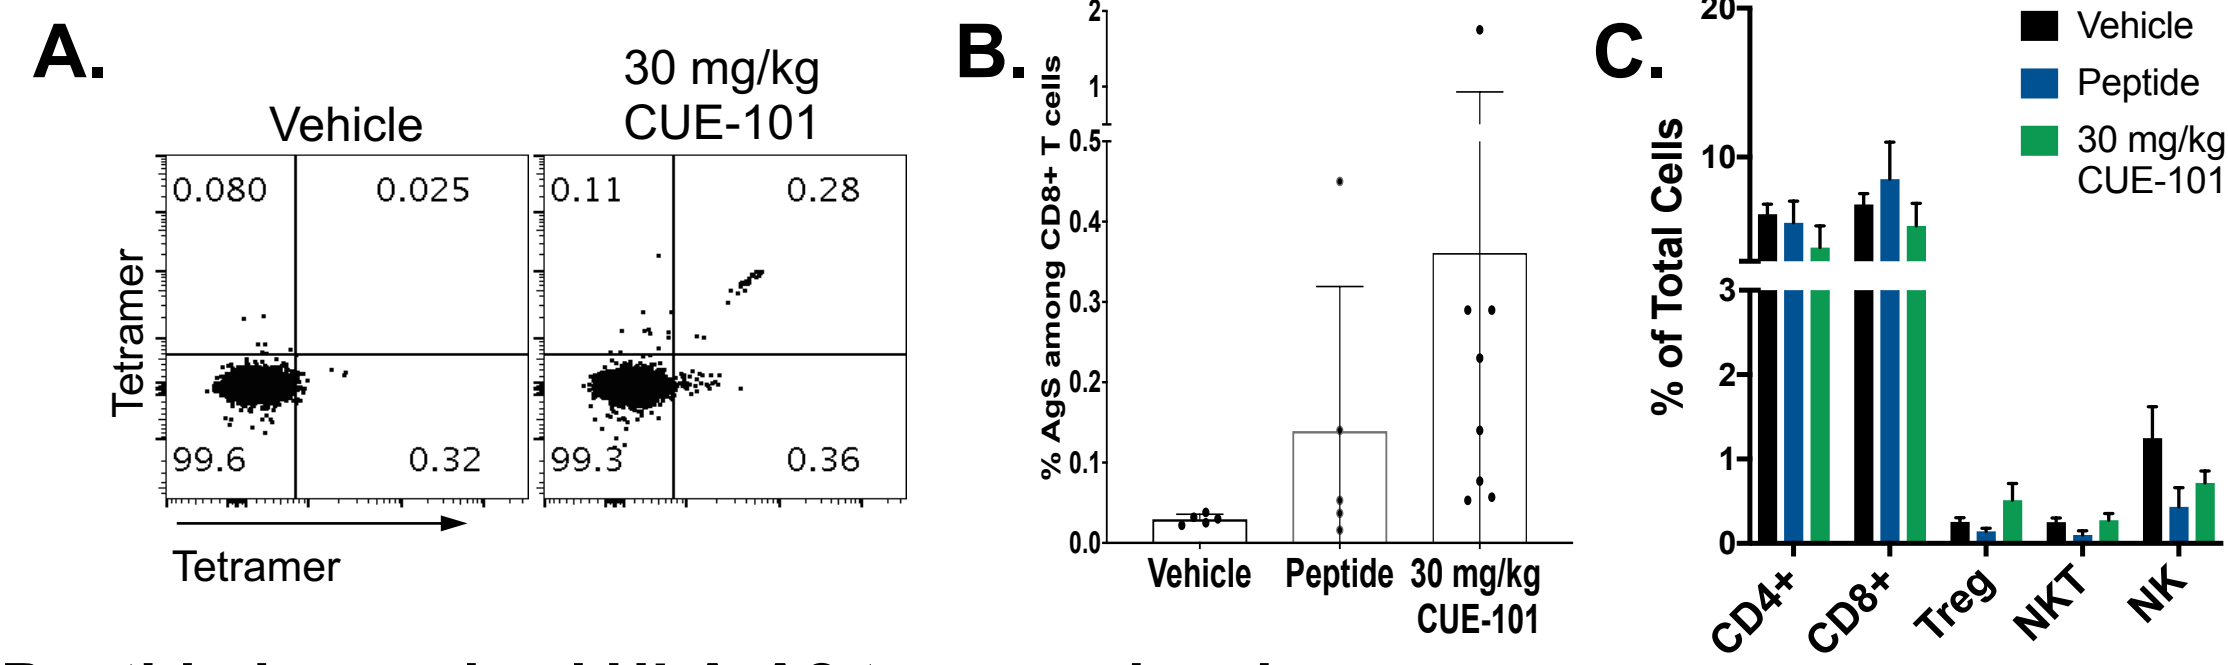 A.
Vehicle
30 mg/kg
CUE-101
0.080
0.025
0.11
0.28
99.6
0.32
99.3
0.36
Tetramer
Tetramer
B.
% AgS among CD8+ T cells
2
1
0.5
0.4
0.3
0.2
0.1
0.0
Vehicle
Peptide
30 mg/kg
CUE-101
C.
% of Total Cells
20
10
3
2
1
0
CD4+
CD8+
Treg
NKT
NK
Vehicle
Peptide
30 mg/kg
CUE-101